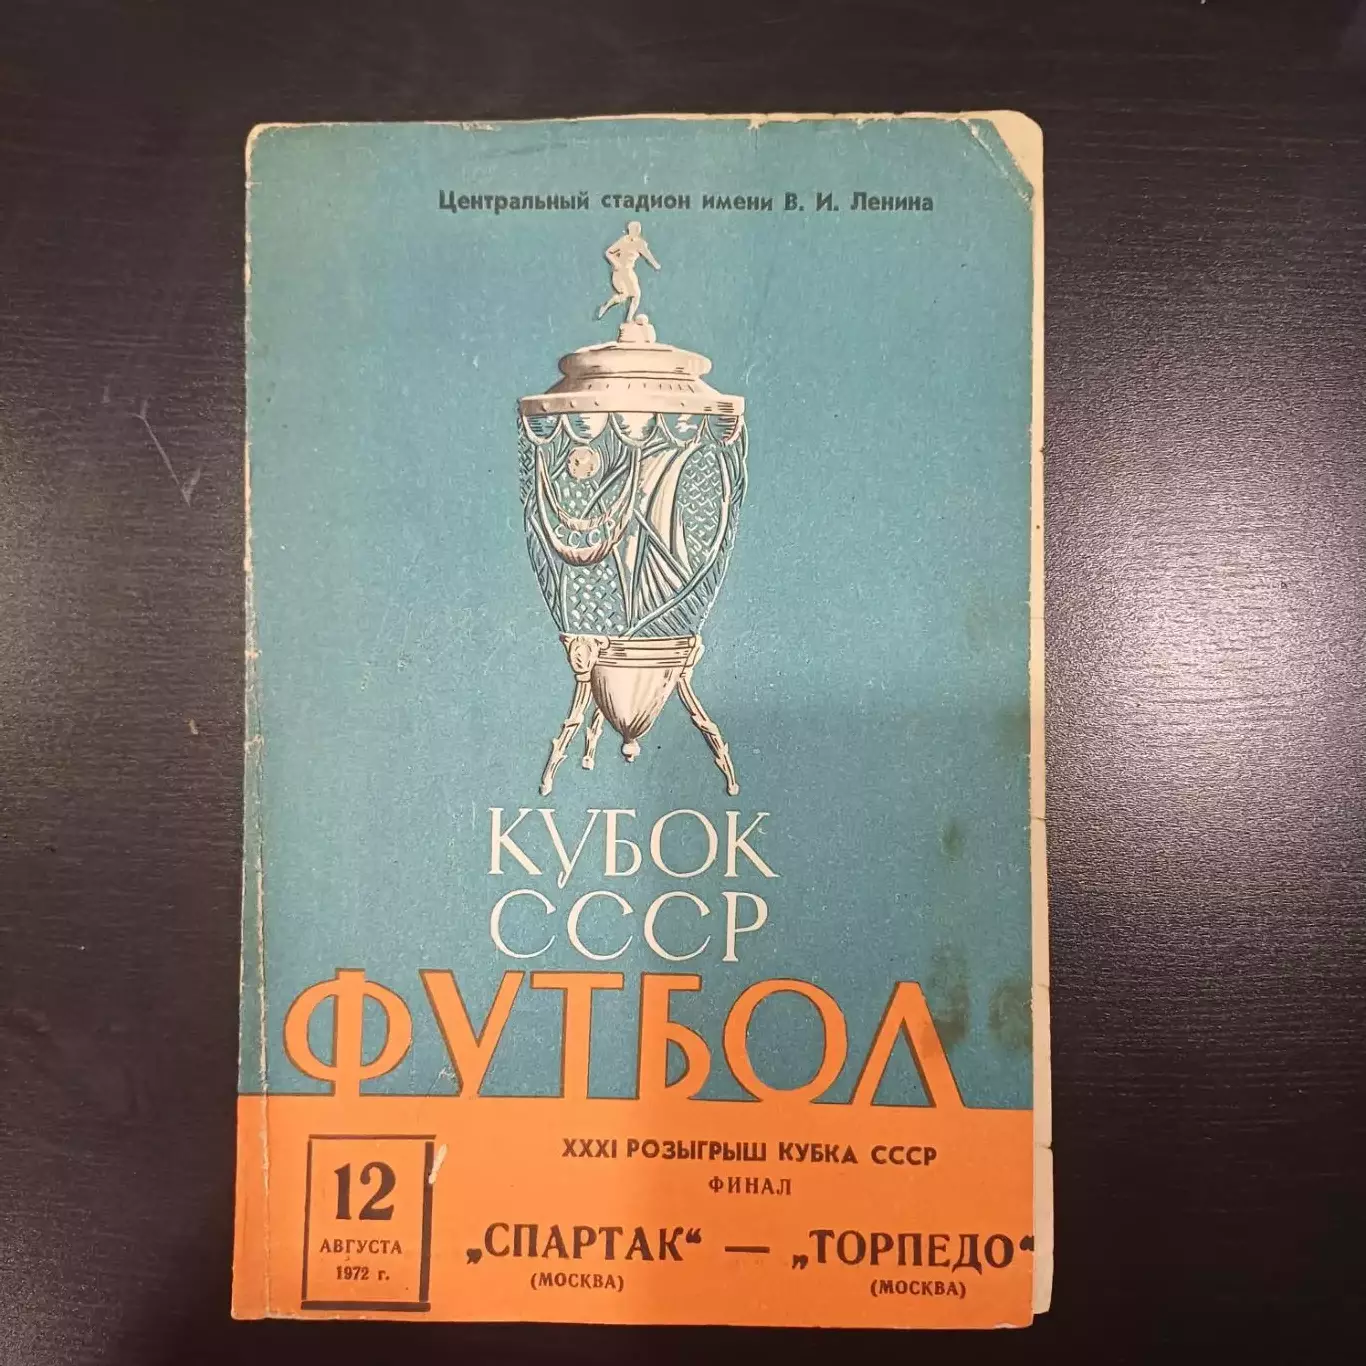 Центральный стадион имени В. И. Ленина
СССР
КУБОК
СССР
ФУТБОЛ
XXXI РОЗЫГРЫШ КУБКА СССР
ФИНАЛ
12
АВГУСТА
1972 г.
„СПАРТАК“ — „ТОРПЕДО“
(МОСКВА) (МОСКВА)